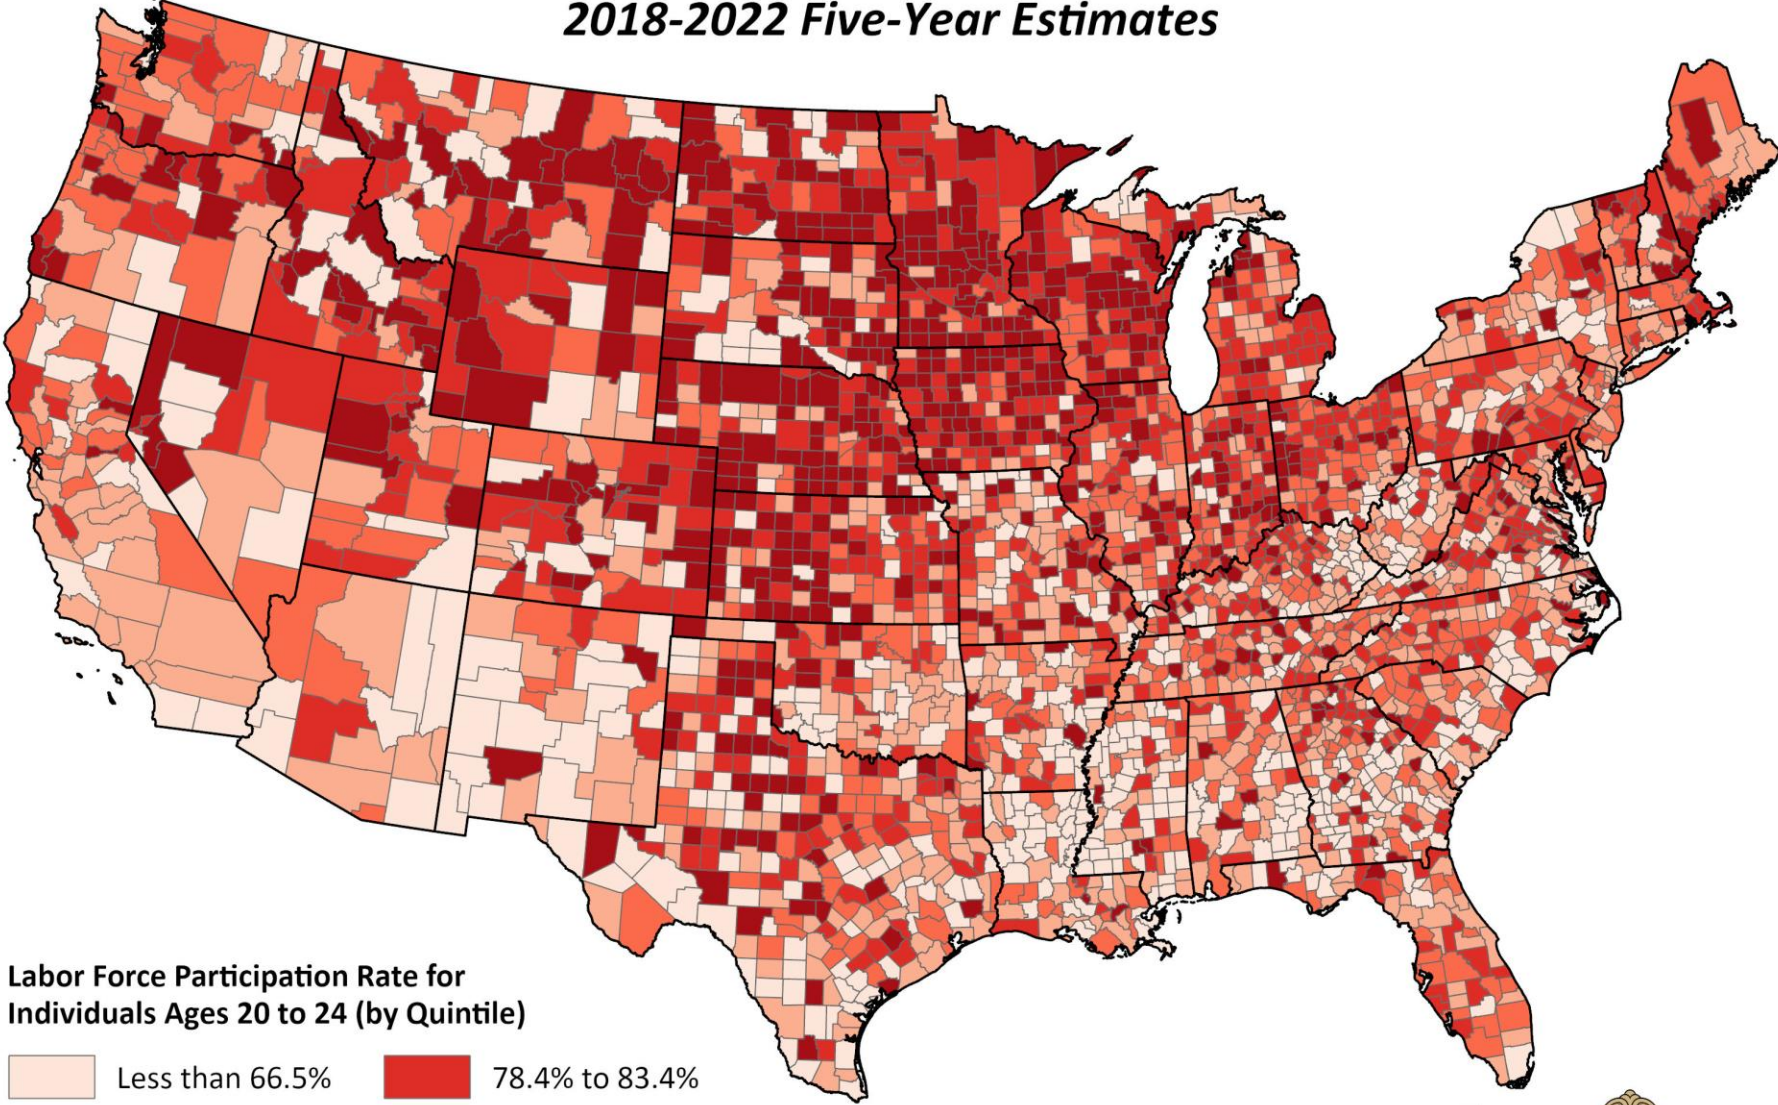 2018-2022 Five-Year Estimates
Labor Force Participation Rate for
Individuals Ages 20 to 24 (by Quintile)
Less than 66.5%
78.4% to 83.4%